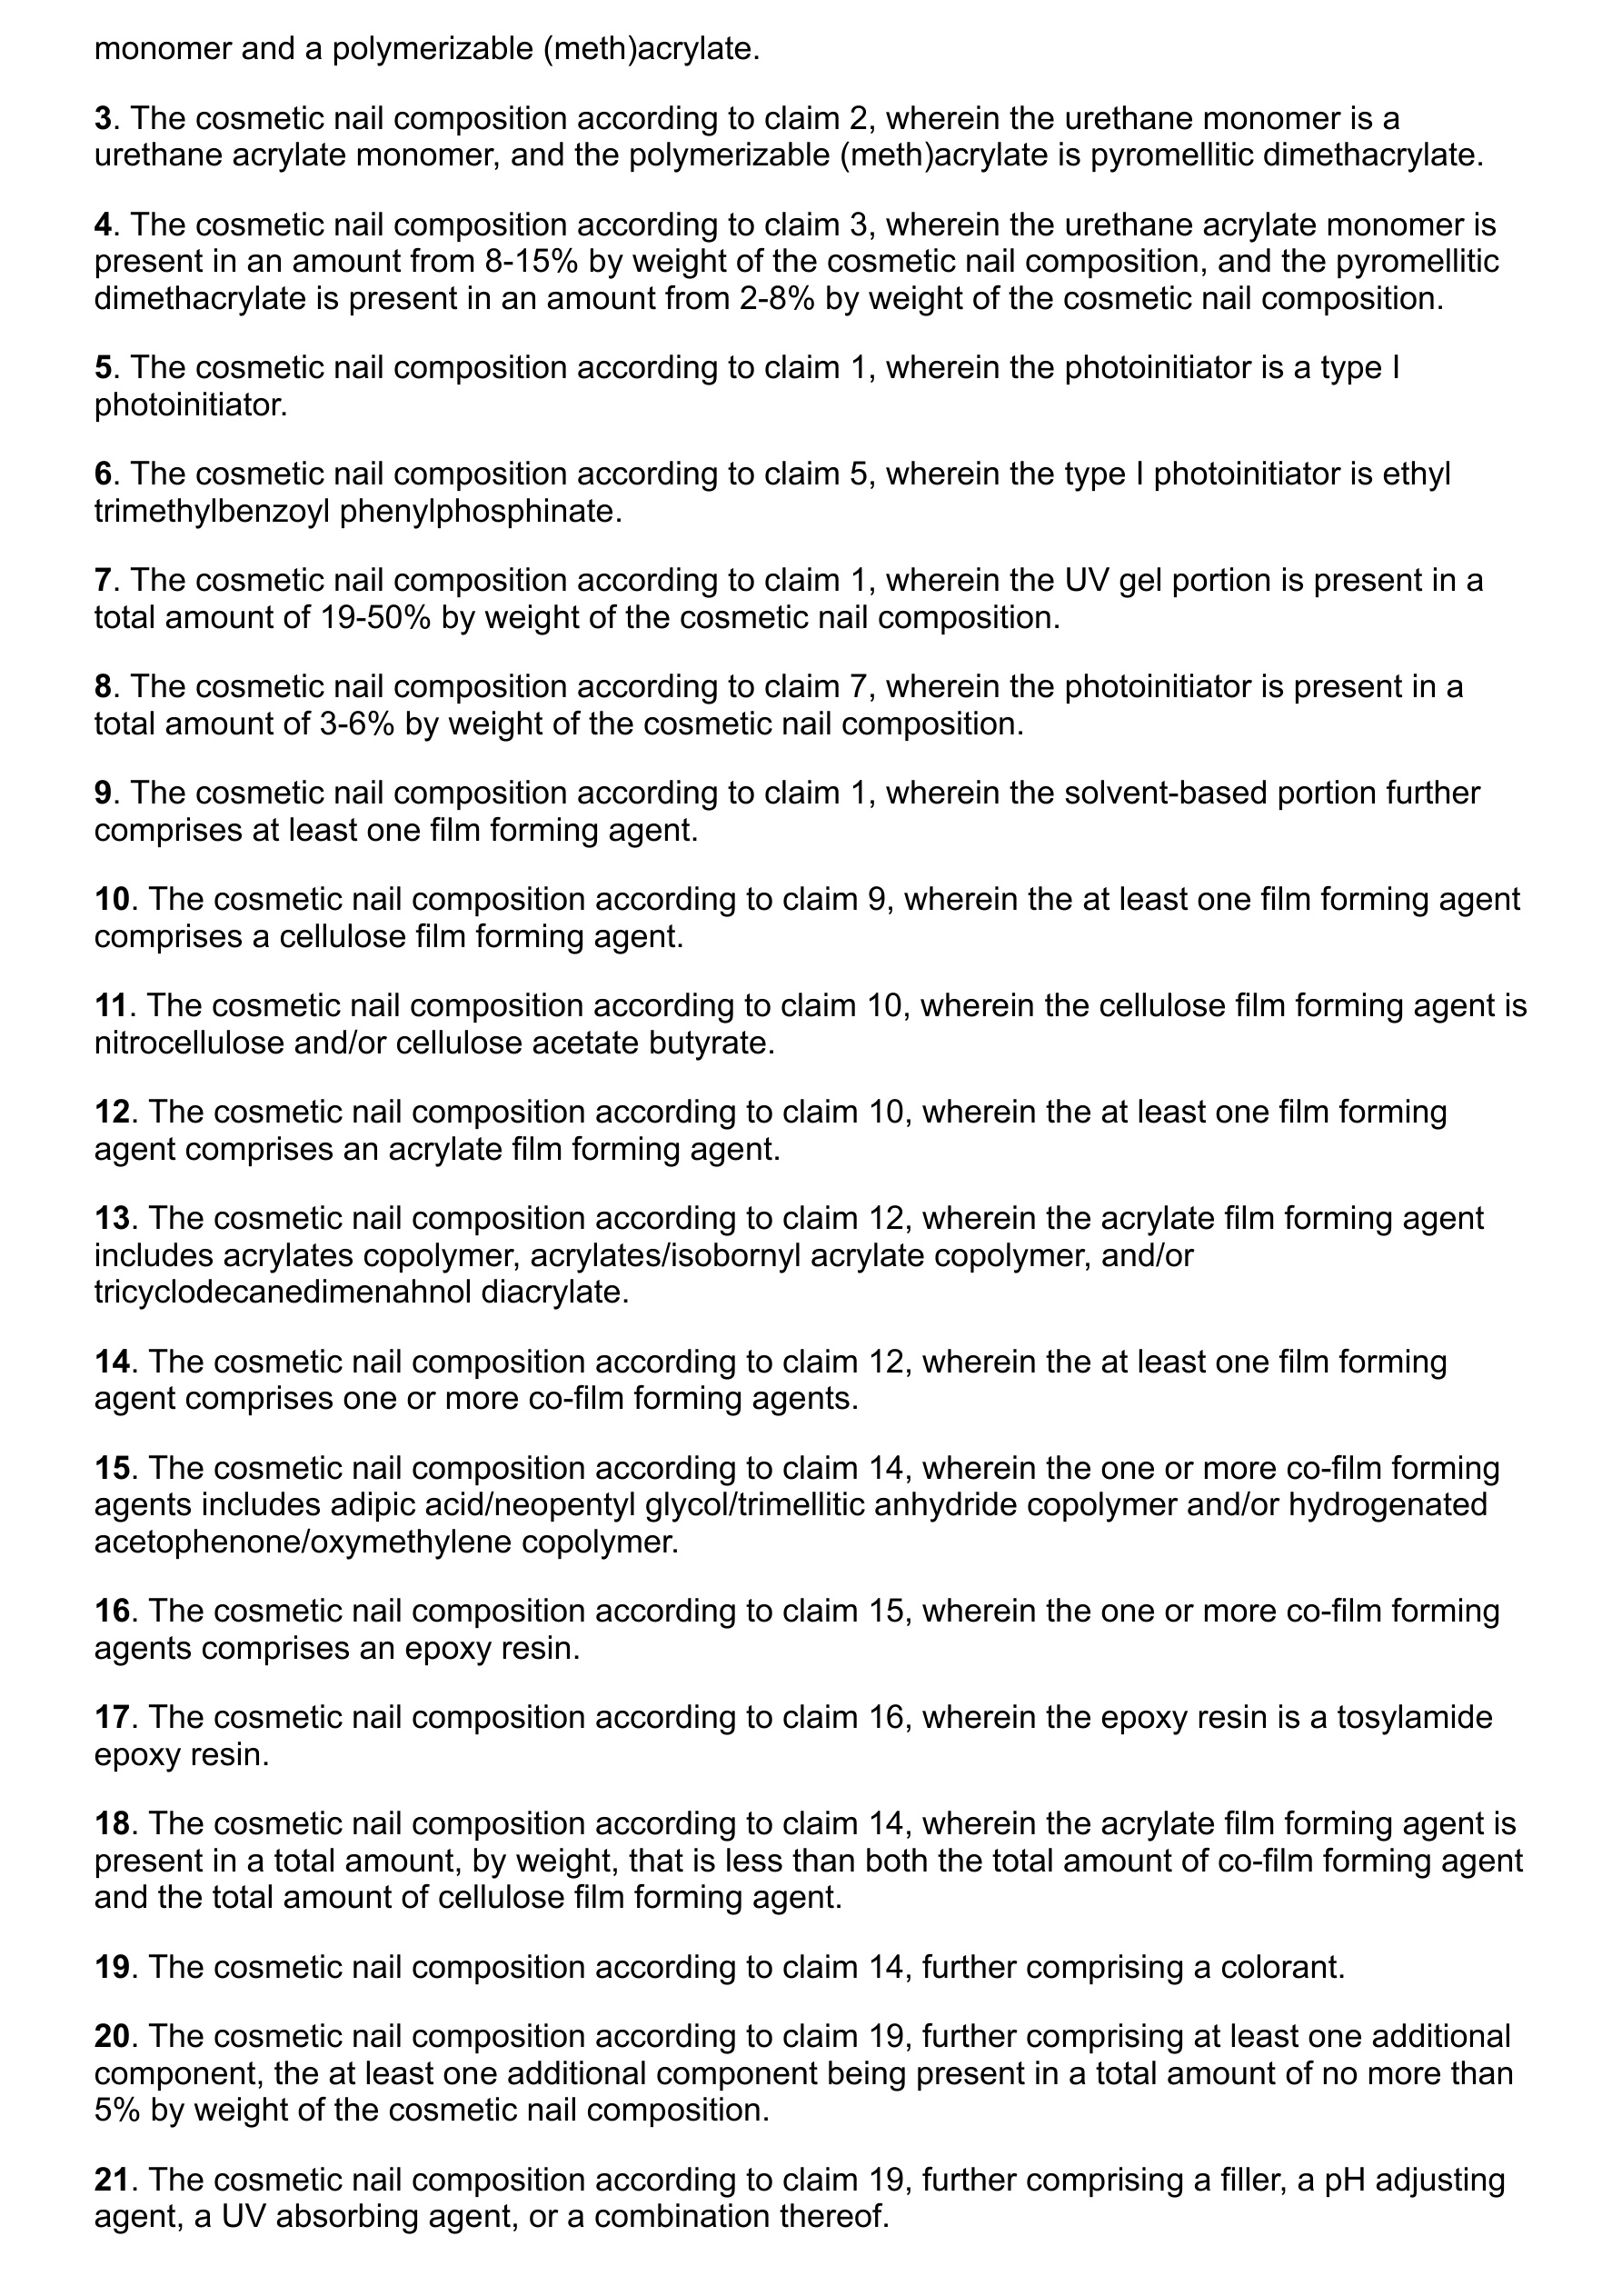 monomer and a polymerizable (meth)acrylate.
3. The cosmetic nail composition according to claim 2, wherein the urethane monomer is a
urethane acrylate monomer, and the polymerizable (meth)acrylate is pyromellitic dimethacrylate.
4. The cosmetic nail composition according to claim 3, wherein the urethane acrylate monomer is
present in an amount from 8-15% by weight of the cosmetic nail composition, and the pyromellitic
dimethacrylate is present in an amount from 2-8% by weight of the cosmetic nail composition.
5. The cosmetic nail composition according to claim 1, wherein the photoinitiator is a type I
photoinitiator.
6. The cosmetic nail composition according to claim 5, wherein the type I photoinitiator is ethyl
trimethylbenzoyl phenylphosphinate.
7. The cosmetic nail composition according to claim 1, wherein the UV gel portion is present in a
total amount of 19-50% by weight of the cosmetic nail composition.
8. The cosmetic nail composition according to claim 7, wherein the photoinitiator is present in a
total amount of 3-6% by weight of the cosmetic nail composition.
9. The cosmetic nail composition according to claim 1, wherein the solvent-based portion further
comprises at least one film forming agent.
10. The cosmetic nail composition according to claim 9, wherein the at least one film forming agent
comprises a cellulose film forming agent.
11. The cosmetic nail composition according to claim 10, wherein the cellulose film forming agent is
nitrocellulose and/or cellulose acetate butyrate.
12. The cosmetic nail composition according to claim 10, wherein the at least one film forming
agent comprises an acrylate film forming agent.
13. The cosmetic nail composition according to claim 12, wherein the acrylate film forming agent
includes acrylates copolymer, acrylates/isobornyl acrylate copolymer, and/or
tricyclodecanedimenahnol diacrylate.
14. The cosmetic nail composition according to claim 12, wherein the at least one film forming
agent comprises one or more co-film forming agents.
15. The cosmetic nail composition according to claim 14, wherein the one or more co-film forming
agents includes adipic acid/neopentyl glycol/trimellitic anhydride copolymer and/or hydrogenated
acetophenone/oxymethylene copolymer.
16. The cosmetic nail composition according to claim 15, wherein the one or more co-film forming
agents comprises an epoxy resin.
17. The cosmetic nail composition according to claim 16, wherein the epoxy resin is a tosylamide
epoxy resin.
18. The cosmetic nail composition according to claim 14, wherein the acrylate film forming agent is
present in a total amount, by weight, that is less than both the total amount of co-film forming agent
and the total amount of cellulose film forming agent.
19. The cosmetic nail composition according to claim 14, further comprising a colorant.
20. The cosmetic nail composition according to claim 19, further comprising at least one additional
component, the at least one additional component being present in a total amount of no more than
5% by weight of the cosmetic nail composition.
21. The cosmetic nail composition according to claim 19, further comprising a filler, a pH adjusting
agent, a UV absorbing agent, or a combination thereof.